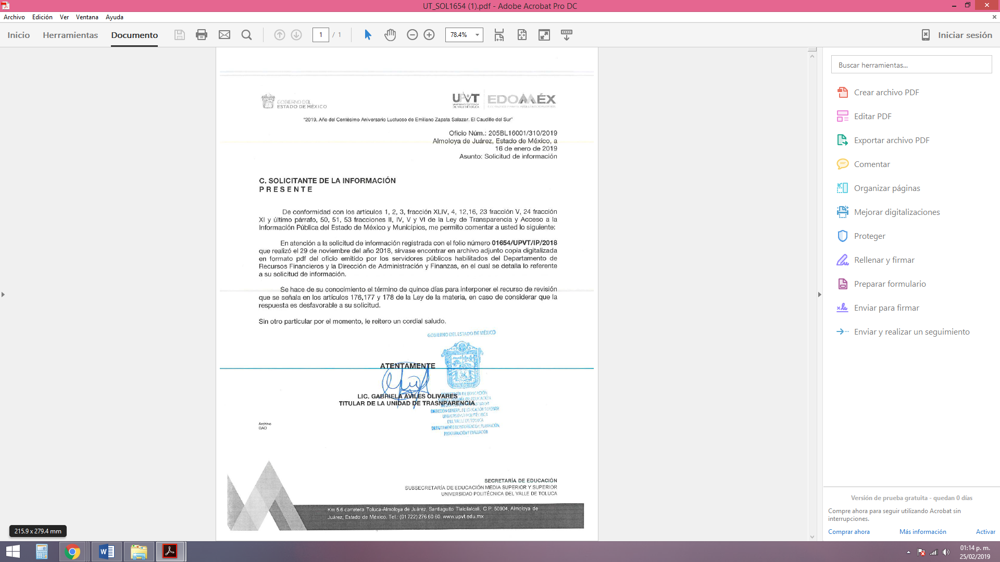 UT_SOL1654 (1).pdf - Adobe Acrobat Pro DC
Archivo Edición Ver Ventana Ayuda
Inicio Herramientas Documento 1 / 1 78.4% Iniciar sesión
GOBIERNO DEL
ESTADO DE MÉXICO
UPVT EDOMÉX
UNIVERSIDAD POLITÉCNICA
DEL VALLE DE TOLUCA
"2019. Año del Centésimo Aniversario Luctuoso de Emiliano Zapata Salazar. El Caudillo del Sur"
Oficio Núm.: 205BL16001/310/2019
Almoloya de Juárez, Estado de México, a
16 de enero de 2019
Asunto: Solicitud de información
C. SOLICITANTE DE LA INFORMACIÓN
P R E S E N T E
De conformidad con los artículos 1, 2, 3, fracción XLIV, 4, 12,16, 23 fracción V, 24 fracción
XI y último párrafo, 50, 51, 53 fracciones II, IV, V y VI de la Ley de Transparencia y Acceso a la
Información Pública del Estado de México y Municipios, me permito comentar a usted lo siguiente:
En atención a la solicitud de información registrada con el folio número 01654/UPVT/IP/2018
que realizó el 29 de noviembre del año 2018, sírvase encontrar en archivo adjunto copia digitalizada
en formato pdf del oficio emitido por los servidores públicos habilitados del Departamento de
Recursos Financieros y la Dirección de Administración y Finanzas, en el cual se detalla lo referente
a su solicitud de información.
Se hace de su conocimiento el término de quince días para interponer el recurso de revisión
que se señala en los artículos 176,177 y 178 de la Ley de la materia, en caso de considerar que la
respuesta es desfavorable a su solicitud.
Sin otro particular por el momento, le reitero un cordial saludo.
GOBIERNO DEL ESTADO DE MÉXICO
ATENTAMENTE
LIC. GABRIELA AVILES OLIVARES
TITULAR DE LA UNIDAD DE TRASNPARENCIA
SECRETARÍA DE EDUCACIÓN
SUBSECRETARÍA DE EDUCACIÓN
MEDIA SUPERIOR Y SUPERIOR
DIRECCIÓN GENERAL DE EDUCACIÓN SUPERIOR
UNIVERSIDAD POLITÉCNICA
DEL VALLE DE TOLUCA
DEPARTAMENTO DE INFORMACIÓN, PLANEACIÓN,
PROGRAMACIÓN Y EVALUACIÓN
Archivo
GAO
SECRETARÍA DE EDUCACIÓN
SUBSECRETARÍA DE EDUCACIÓN MEDIA SUPERIOR Y SUPERIOR
UNIVERSIDAD POLITÉCNICA DEL VALLE DE TOLUCA
Km 5.6 carretera Toluca-Almoloya de Juárez, Santiaguito Tlalcilalcali, C.P. 50904, Almoloya de
Juárez, Estado de México. Tel.: (01 722) 276 60 60. www.upvt.edu.mx
215.9 x 279.4 mm
Buscar herramientas...
Crear archivo PDF
Editar PDF
Exportar archivo PDF
Comentar
Organizar páginas
Mejorar digitalizaciones
Proteger
Rellenar y firmar
Preparar formulario
Enviar para firmar
Enviar y realizar un seguimiento
Versión de prueba gratuita - quedan 0 días
Compre ahora para seguir utilizando Acrobat sin
interrupciones.
Comprar ahora Más información Activar
01:14 p. m.
25/02/2019